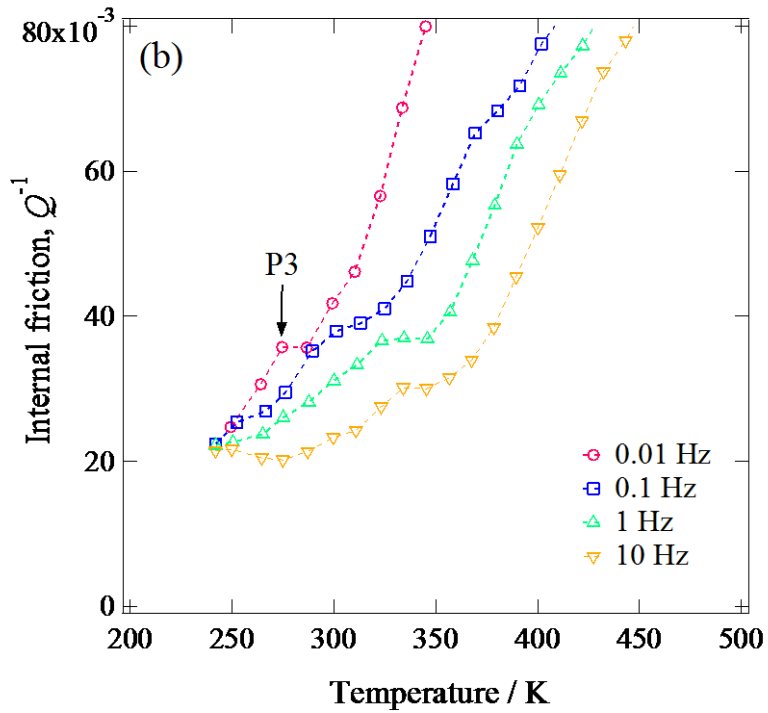 80x10⁻³
(b)
60
40
20
0
Internal friction, Q⁻¹
P3
0.01 Hz
0.1 Hz
1 Hz
10 Hz
200 250 300 350 400 450 500
Temperature / K